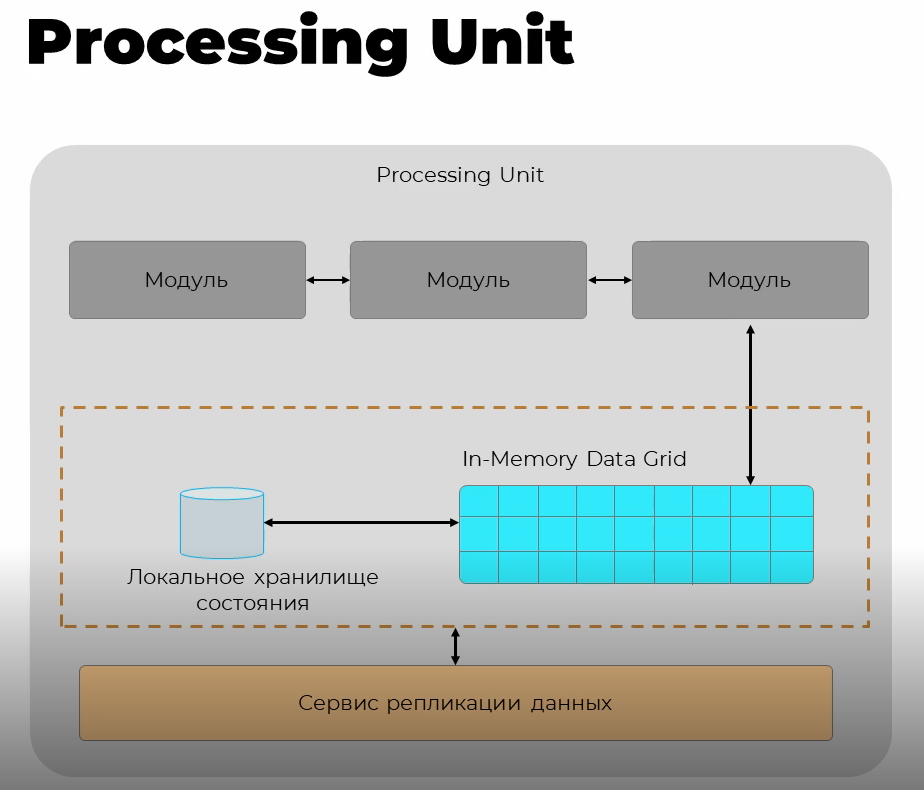 Processing Unit
Processing Unit
Модуль
Модуль
Модуль
In-Memory Data Grid
Локальное хранилище
состояния
Сервис репликации данных